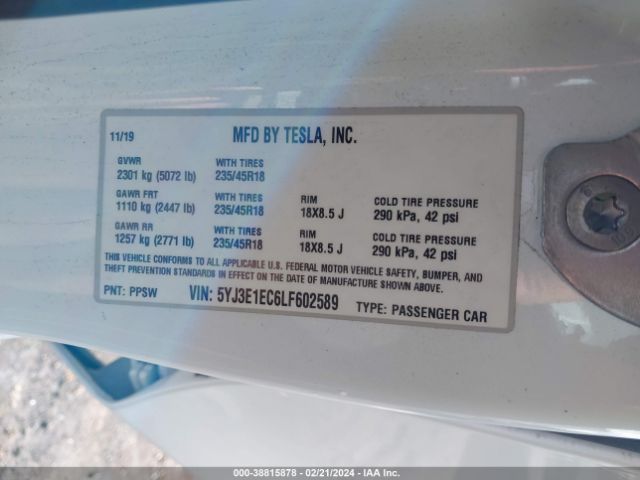 11/19 MFD BY TESLA, INC.
GVWR WITH TIRES
2301 kg (5072 lb) 235/45R18
GAWR FRT WITH TIRES RIM COLD TIRE PRESSURE
1110 kg (2447 lb) 235/45R18 18X8.5 J 290 kPa, 42 psi
GAWR RR WITH TIRES RIM COLD TIRE PRESSURE
1257 kg (2771 lb) 235/45R18 18X8.5 J 290 kPa, 42 psi
THIS VEHICLE CONFORMS TO ALL APPLICABLE U.S. FEDERAL MOTOR VEHICLE SAFETY, BUMPER, AND
THEFT PREVENTION STANDARDS IN EFFECT ON THE DATE OF MANUFACTURE SHOWN ABOVE.
PNT: PPSW VIN: 5YJ3E1EC6LF602589 TYPE: PASSENGER CAR
000-38815878 - 02/21/2024 - IAA Inc.